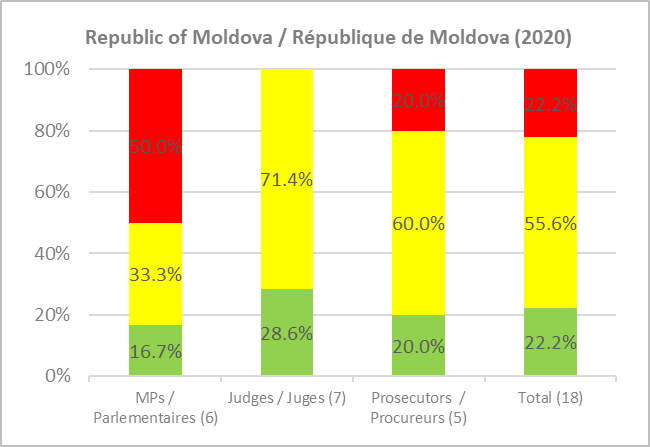 Republic of Moldova / République de Moldova (2020)
100%
80%
60%
40%
20%
0%
50.0%
33.3%
16.7%
71.4%
28.6%
20.0%
60.0%
20.0%
22.2%
55.6%
22.2%
MPs /
Parlementaires (6)
Judges / Juges (7)
Prosecutors /
Procureurs (5)
Total (18)